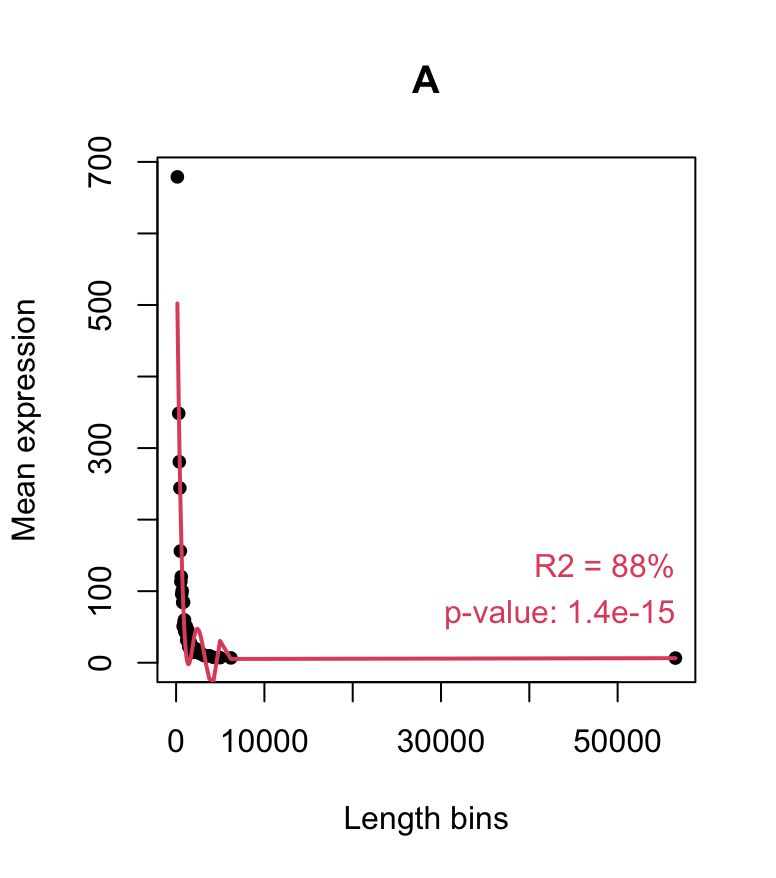 A
700
500
300
100
0
Mean expression
R2 = 88%
p-value: 1.4e-15
0 10000 30000 50000
Length bins